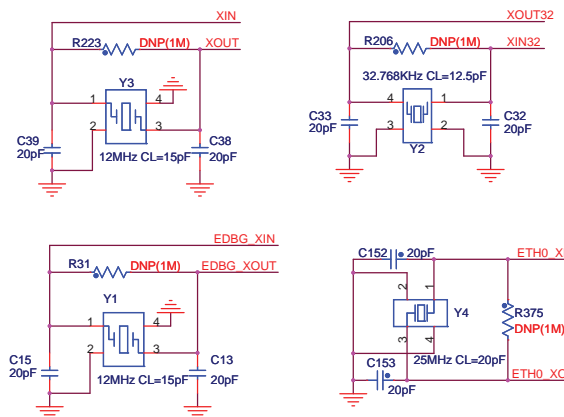 XIN
R223 DNP(1M) XOUT
Y3
1 4
2 3
C39
20pF
12MHz CL=15pF
C38
20pF
XOUT32
R206 DNP(1M) XIN32
32.768KHz CL=12.5pF
4 1
3 2
C33
20pF
Y2
C32
20pF
EDBG_XIN
R31 DNP(1M) EDBG_XOUT
Y1
1 4
2 3
C15
20pF
12MHz CL=15pF
C13
20pF
C152 20pF ETH0_XIN
2 1
Y4
R375
DNP(1M)
3 4
25MHz CL=20pF
C153
20pF
ETH0_XO